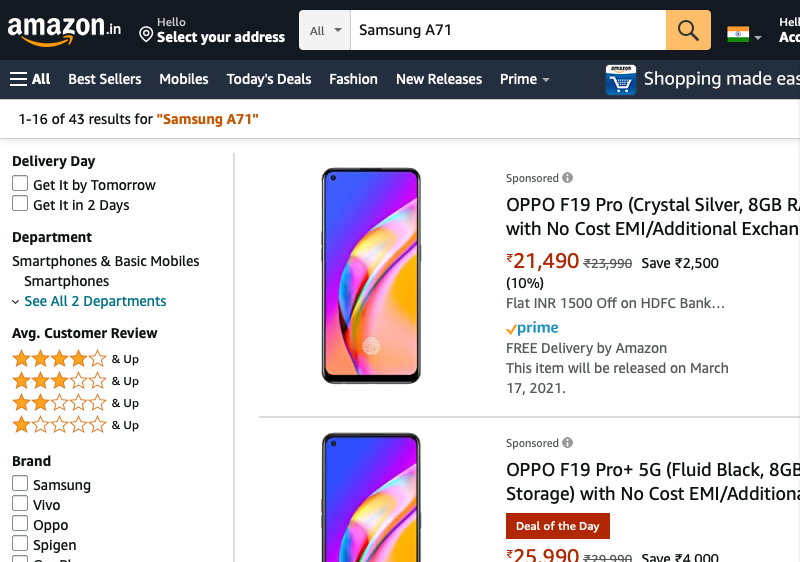 amazon.in
Hello
Select your address
All
Samsung A71
Hell
Acc
All
Best Sellers
Mobiles
Today's Deals
Fashion
New Releases
Prime
amazon
Shopping made eas
1-16 of 43 results for "Samsung A71"
Delivery Day
Get It by Tomorrow
Get It in 2 Days
Department
Smartphones & Basic Mobiles
Smartphones
See All 2 Departments
Avg. Customer Review
& Up
& Up
& Up
& Up
Brand
Samsung
Vivo
Oppo
Spigen
Sponsored
OPPO F19 Pro (Crystal Silver, 8GB RA
with No Cost EMI/Additional Exchan
₹21,490 ₹23,990 Save ₹2,500
(10%)
Flat INR 1500 Off on HDFC Bank…
prime
FREE Delivery by Amazon
This item will be released on March
17, 2021.
Sponsored
OPPO F19 Pro+ 5G (Fluid Black, 8GB
Storage) with No Cost EMI/Additiona
Deal of the Day
₹25,990 ₹29,990 Save ₹4,000